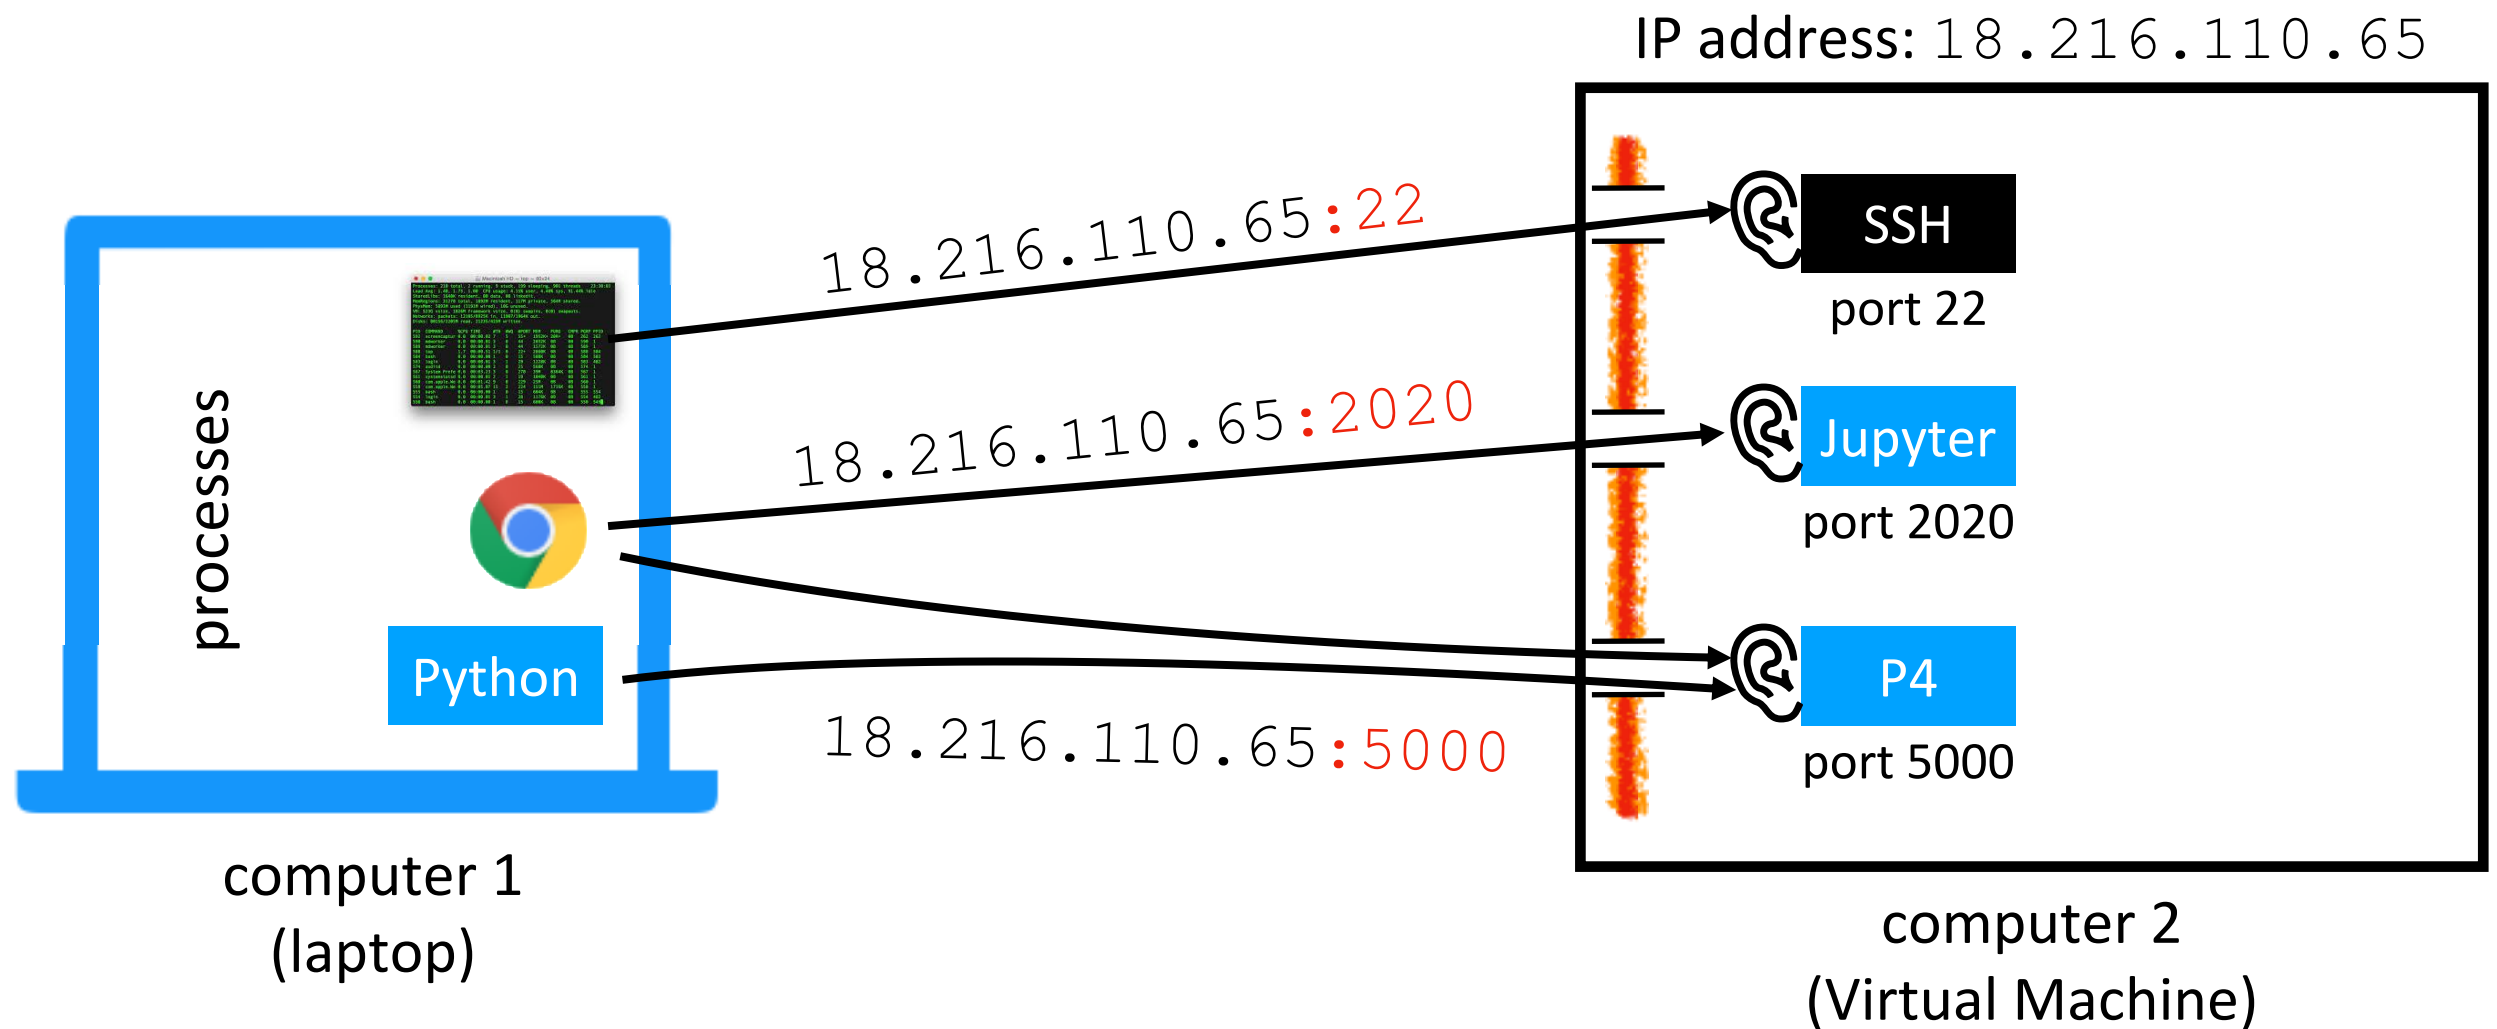 IP address: 18.216.110.65
18.216.110.65:22
SSH
port 22
processes
18.216.110.65:2020
Jupyter
port 2020
Python
P4
18.216.110.65:5000
port 5000
computer 1
(laptop)
computer 2
(Virtual Machine)